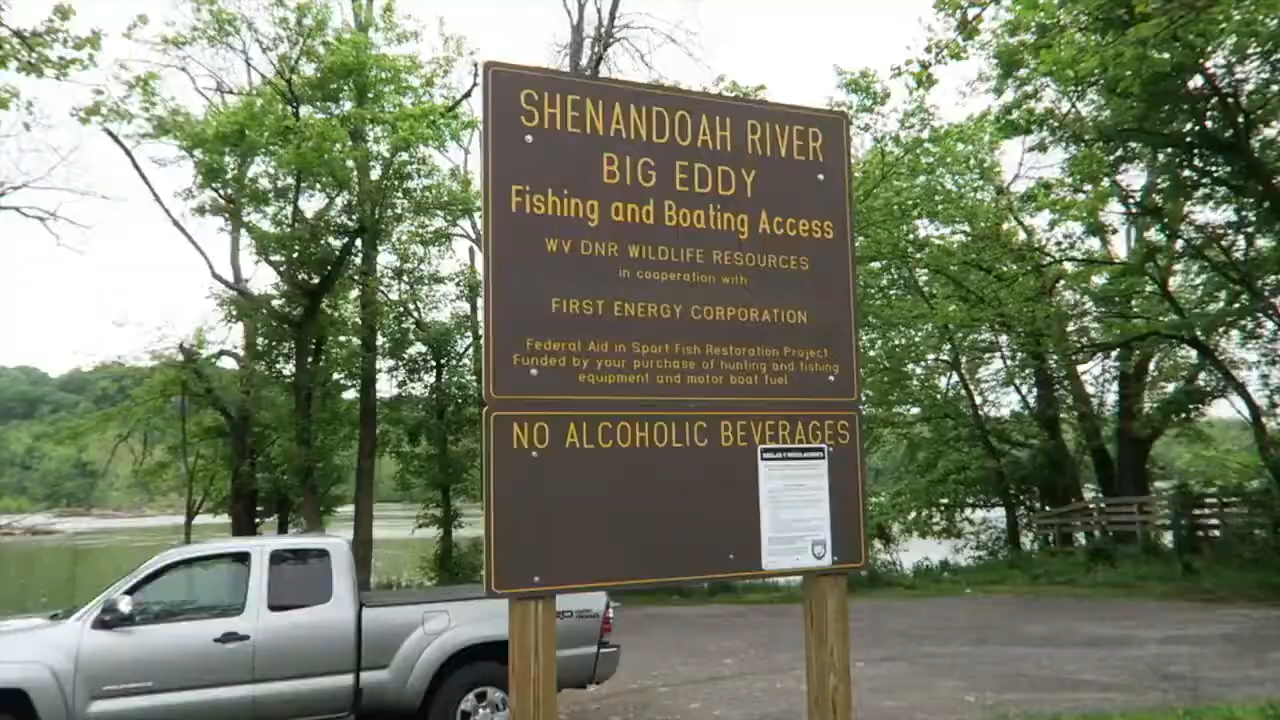 SHENANDOAH RIVER
BIG EDDY
Fishing and Boating Access
WV DNR WILDLIFE RESOURCES
in cooperation with
FIRST ENERGY CORPORATION
Federal Aid in Sport Fish Restoration Project
Funded by your purchase of hunting and fishing
equipment and motor boat fuel
NO ALCOHOLIC BEVERAGES